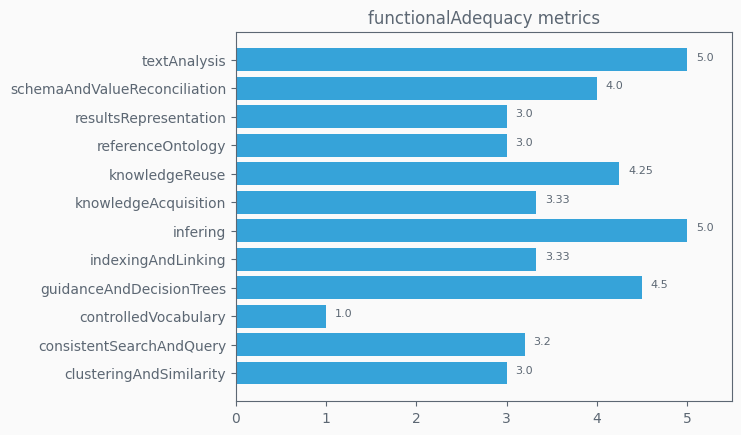 functionalAdequacy metrics
textAnalysis 5.0
schemaAndValueReconciliation 4.0
resultsRepresentation 3.0
referenceOntology 3.0
knowledgeReuse 4.25
knowledgeAcquisition 3.33
infering 5.0
indexingAndLinking 3.33
guidanceAndDecisionTrees 4.5
controlledVocabulary 1.0
consistentSearchAndQuery 3.2
clusteringAndSimilarity 3.0
0 1 2 3 4 5